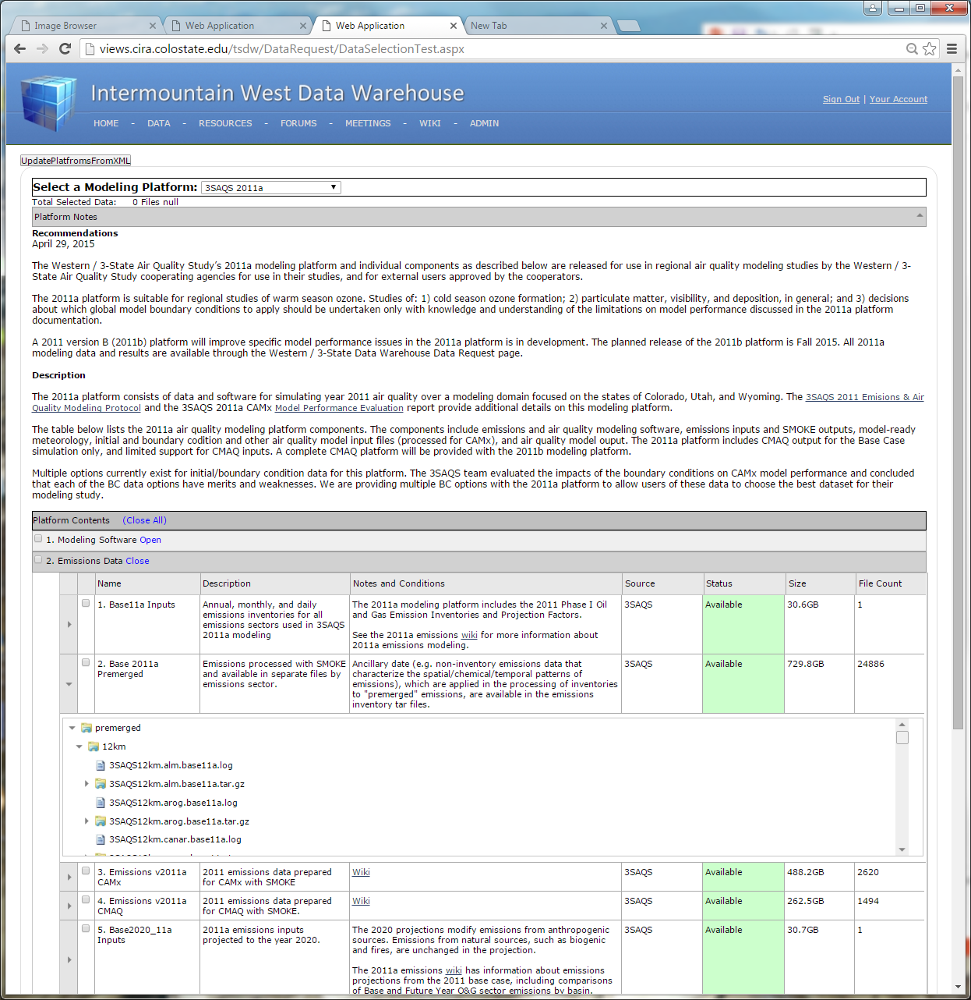 Image Browser
Web Application
Web Application
New Tab
views.cira.colostate.edu/tsdw/DataRequest/DataSelectionTest.aspx
Intermountain West Data Warehouse
Sign Out | Your Account
HOME - DATA - RESOURCES - FORUMS - MEETINGS - WIKI - ADMIN
UpdatePlatfromsFromXML
Select a Modeling Platform: 3SAQS 2011a
Total Selected Data: 0 Files null
Platform Notes
Recommendations
April 29, 2015
The Western / 3-State Air Quality Study's 2011a modeling platform and individual components as described below are released for use in regional air quality modeling studies by the Western / 3-
State Air Quality Study cooperating agencies for use in their studies, and for external users approved by the cooperators.
The 2011a platform is suitable for regional studies of warm season ozone. Studies of: 1) cold season ozone formation; 2) particulate matter, visibility, and deposition, in general; and 3) decisions
about which global model boundary conditions to apply should be undertaken only with knowledge and understanding of the limitations on model performance discussed in the 2011a platform
documentation.
A 2011 version B (2011b) platform will improve specific model performance issues in the 2011a platform is in development. The planned release of the 2011b platform is Fall 2015. All 2011a
modeling data and results are available through the Western / 3-State Data Warehouse Data Request page.
Description
The 2011a platform consists of data and software for simulating year 2011 air quality over a modeling domain focused on the states of Colorado, Utah, and Wyoming. The 3SAQS 2011 Emisions & Air
Quality Modeling Protocol and the 3SAQS 2011a CAMx Model Performance Evaluation report provide additional details on this modeling platform.
The table below lists the 2011a air quality modeling platform components. The components include emissions and air quality modeling software, emissions inputs and SMOKE outputs, model-ready
meteorology, initial and boundary codition and other air quality model input files (processed for CAMx), and air quality model ouput. The 2011a platform includes CMAQ output for the Base Case
simulation only, and limited support for CMAQ inputs. A complete CMAQ platform will be provided with the 2011b modeling platform.
Multiple options currently exist for initial/boundary condition data for this platform. The 3SAQS team evaluated the impacts of the boundary conditions on CAMx model performance and concluded
that each of the BC data options have merits and weaknesses. We are providing multiple BC options with the 2011a platform to allow users of these data to choose the best dataset for their
modeling study.
Platform Contents (Close All)
1. Modeling Software Open
2. Emissions Data Close
Name Description Notes and Conditions Source Status Size File Count
1. Base11a Inputs
Annual, monthly, and daily
emissions inventories for all
emissions sectors used in 3SAQS
2011a modeling
The 2011a modeling platform includes the 2011 Phase I Oil
and Gas Emission Inventories and Projection Factors.
See the 2011a emissions wiki for more information about
2011a emissions modeling.
3SAQS
Available
30.6GB
1
2. Base 2011a
Premerged
Emissions processed with SMOKE
and available in separate files by
emissions sector.
Ancillary date (e.g. non-inventory emissions data that
characterize the spatial/chemical/temporal patterns of
emissions), which are applied in the processing of inventories
to "premerged" emissions, are available in the emissions
inventory tar files.
3SAQS
Available
729.8GB
24886
premerged
12km
3SAQS12km.alm.base11a.log
3SAQS12km.alm.base11a.tar.gz
3SAQS12km.arog.base11a.log
3SAQS12km.arog.base11a.tar.gz
3SAQS12km.canar.base11a.log
3. Emissions v2011a
CAMx
2011 emissions data prepared
for CAMx with SMOKE
Wiki
3SAQS
Available
488.2GB
2620
4. Emissions v2011a
CMAQ
2011 emissions data prepared
for CMAQ with SMOKE.
Wiki
3SAQS
Available
262.5GB
1494
5. Base2020_11a
Inputs
2011a emissions inputs
projected to the year 2020.
The 2020 projections modify emissions from anthropogenic
sources. Emissions from natural sources, such as biogenic
and fires, are unchanged in the projection.
The 2011a emissions wiki has information about emissions
projections from the 2011 base case, including comparisons
of Base and Future Year O&G sector emissions by basin.
3SAQS
Available
30.7GB
1